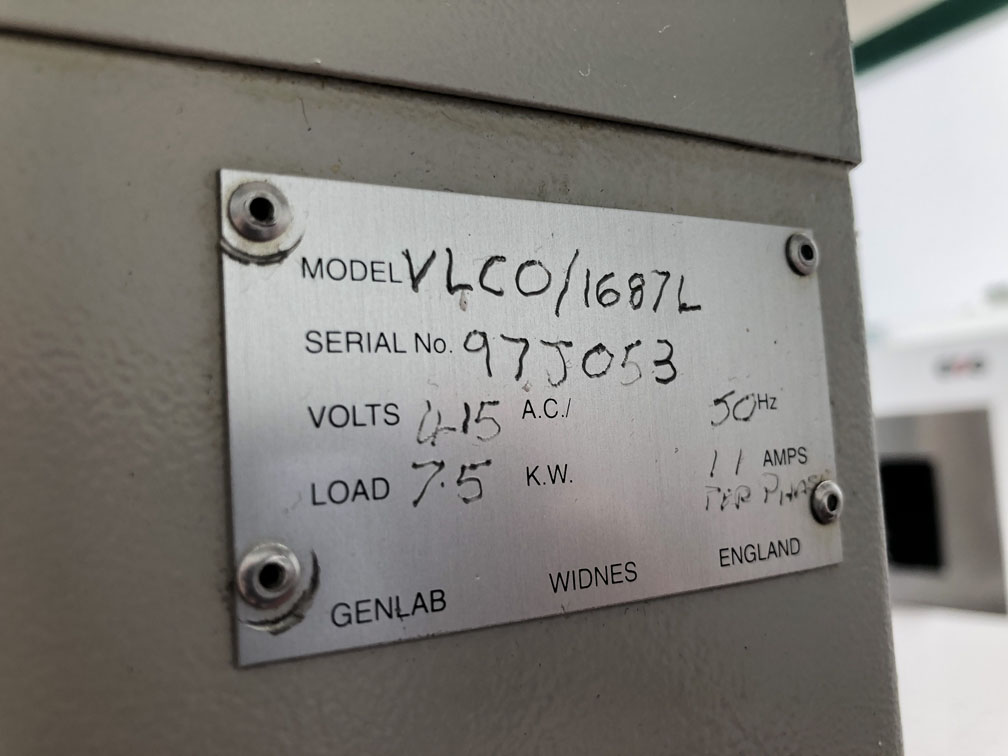 MODEL VLCO/1687L
SERIAL No. 97J053
VOLTS 415 A.C./ 50 Hz
LOAD 7.5 K.W. 11 AMPS
PER PHASE
GENLAB WIDNES ENGLAND